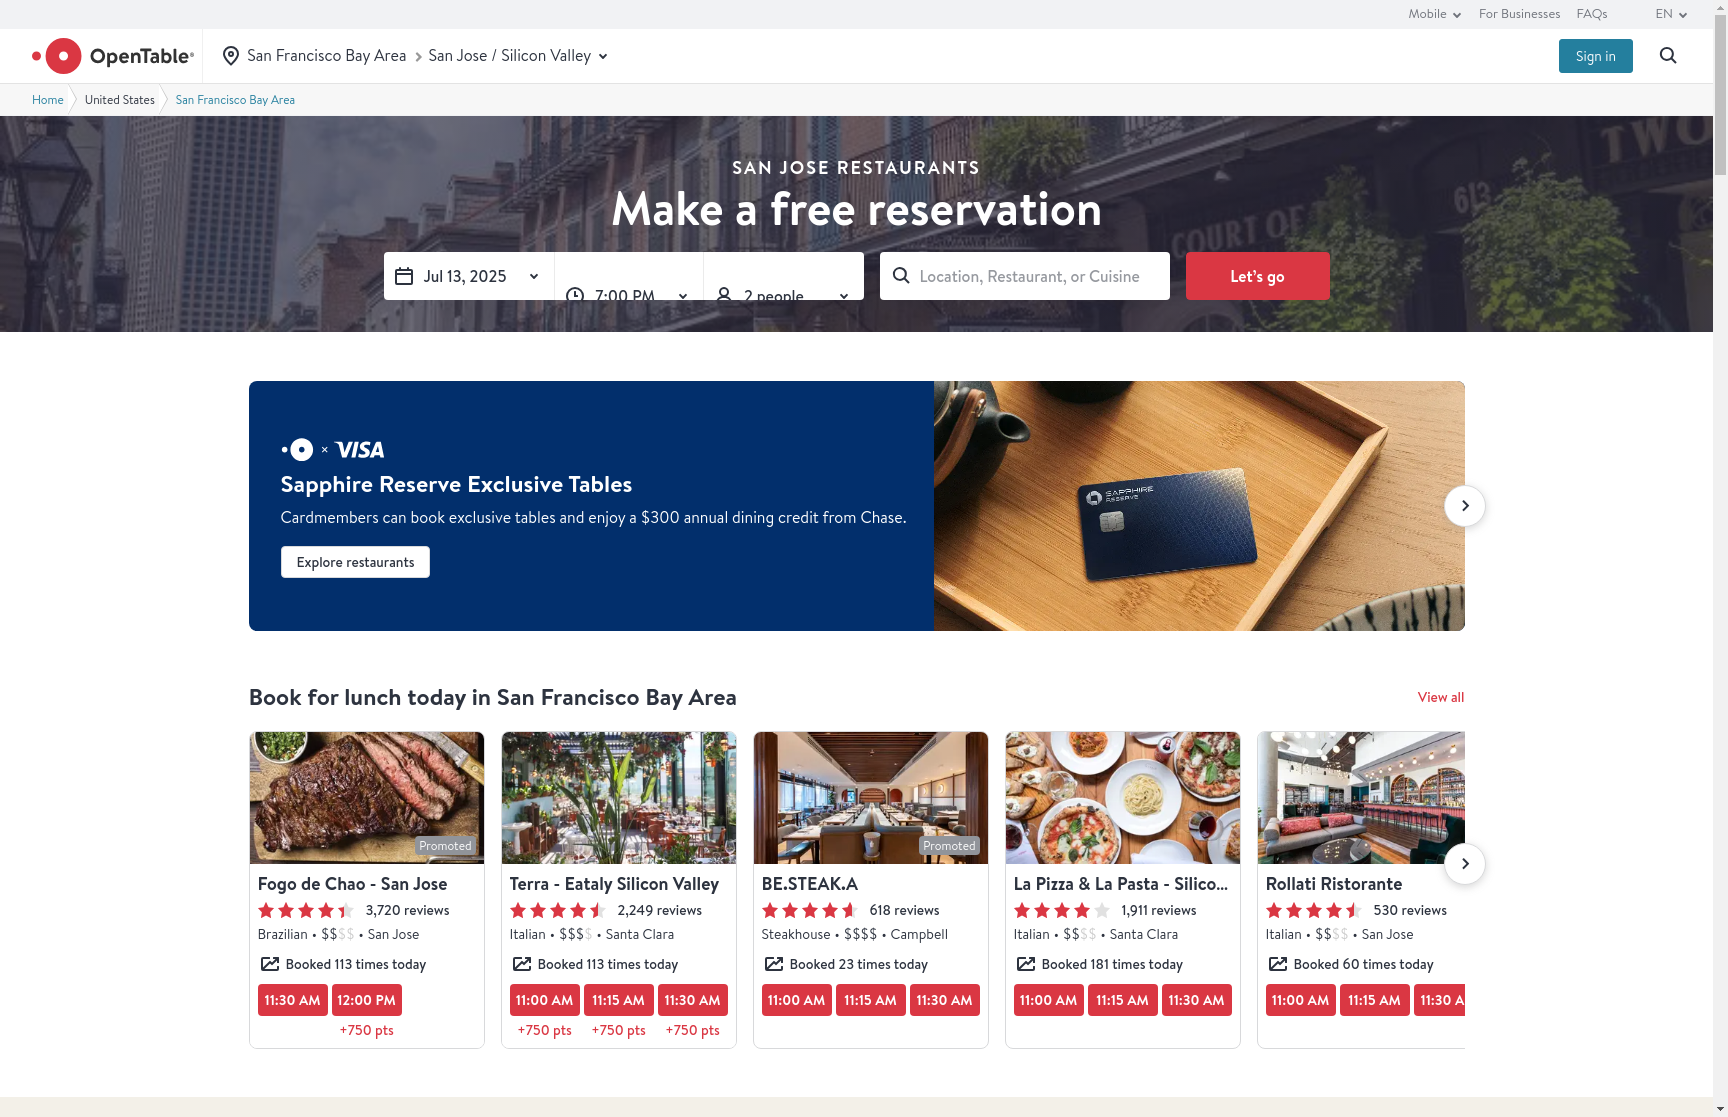 Mobile
For Businesses
FAQs
EN
OpenTable
San Francisco Bay Area
San Jose / Silicon Valley
Sign in
Home
United States
San Francisco Bay Area
SAN JOSE RESTAURANTS
Make a free reservation
TWO
613
COURT OF
Jul 13, 2025
7:00 PM
2 people
Location, Restaurant, or Cuisine
Let's go
× VISA
Sapphire Reserve Exclusive Tables
Cardmembers can book exclusive tables and enjoy a $300 annual dining credit from Chase.
Explore restaurants
SAPPHIRE
RESERVE
Book for lunch today in San Francisco Bay Area
View all
Promoted
Fogo de Chao - San Jose
3,720 reviews
Brazilian • $$$$ • San Jose
Booked 113 times today
11:30 AM
12:00 PM
+750 pts
Terra - Eataly Silicon Valley
2,249 reviews
Italian • $$$$ • Santa Clara
Booked 113 times today
11:00 AM
11:15 AM
11:30 AM
+750 pts
+750 pts
+750 pts
Promoted
BE.STEAK.A
618 reviews
Steakhouse • $$$$ • Campbell
Booked 23 times today
11:00 AM
11:15 AM
11:30 AM
La Pizza & La Pasta - Silico...
1,911 reviews
Italian • $$$$ • Santa Clara
Booked 181 times today
11:00 AM
11:15 AM
11:30 AM
Rollati Ristorante
530 reviews
Italian • $$$$ • San Jose
Booked 60 times today
11:00 AM
11:15 AM
11:30 A